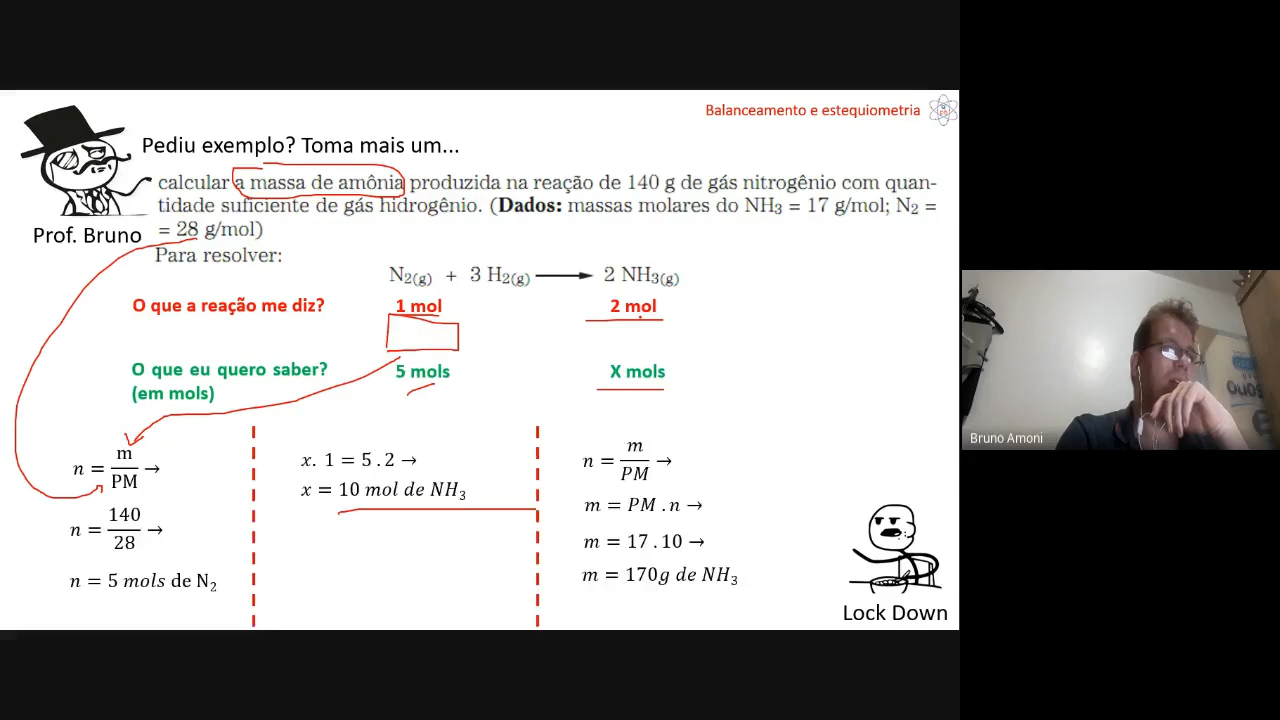 Balanceamento e estequiometria
Pediu exemplo? Toma mais um...
calcular a massa de amônia produzida na reação de 140 g de gás nitrogênio com quan-
tidade suficiente de gás hidrogênio. (Dados: massas molares do NH₃ = 17 g/mol; N₂ =
= 28 g/mol)
Prof. Bruno
Para resolver:
N₂(g) + 3 H₂(g) → 2 NH₃(g)
O que a reação me diz? 1 mol 2 mol
O que eu quero saber? 5 mols X mols
(em mols)
n = m/PM →
n = 140/28 →
n = 5 mols de N₂
x. 1 = 5 . 2 →
x = 10 mol de NH₃
n = m/PM →
m = PM . n →
m = 17 . 10 →
m = 170g de NH₃
Lock Down
Bruno Amoni